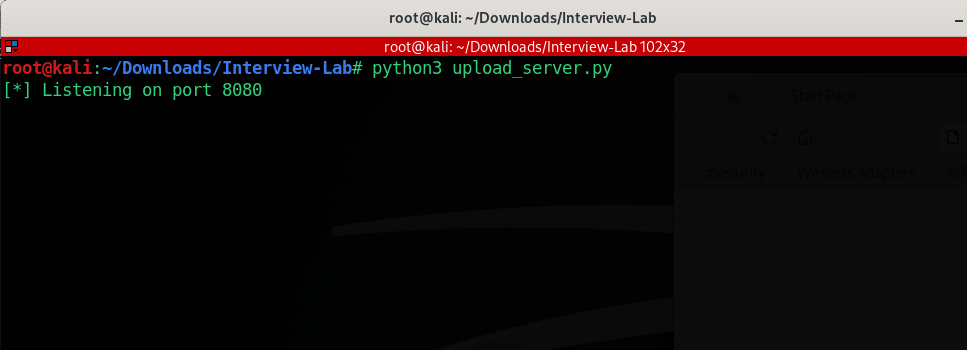 root@kali: ~/Downloads/Interview-Lab
root@kali: ~/Downloads/Interview-Lab 102x32
root@kali:~/Downloads/Interview-Lab# python3 upload_server.py
[*] Listening on port 8080
Start Page
zSecurity Wireless Adapters VIP